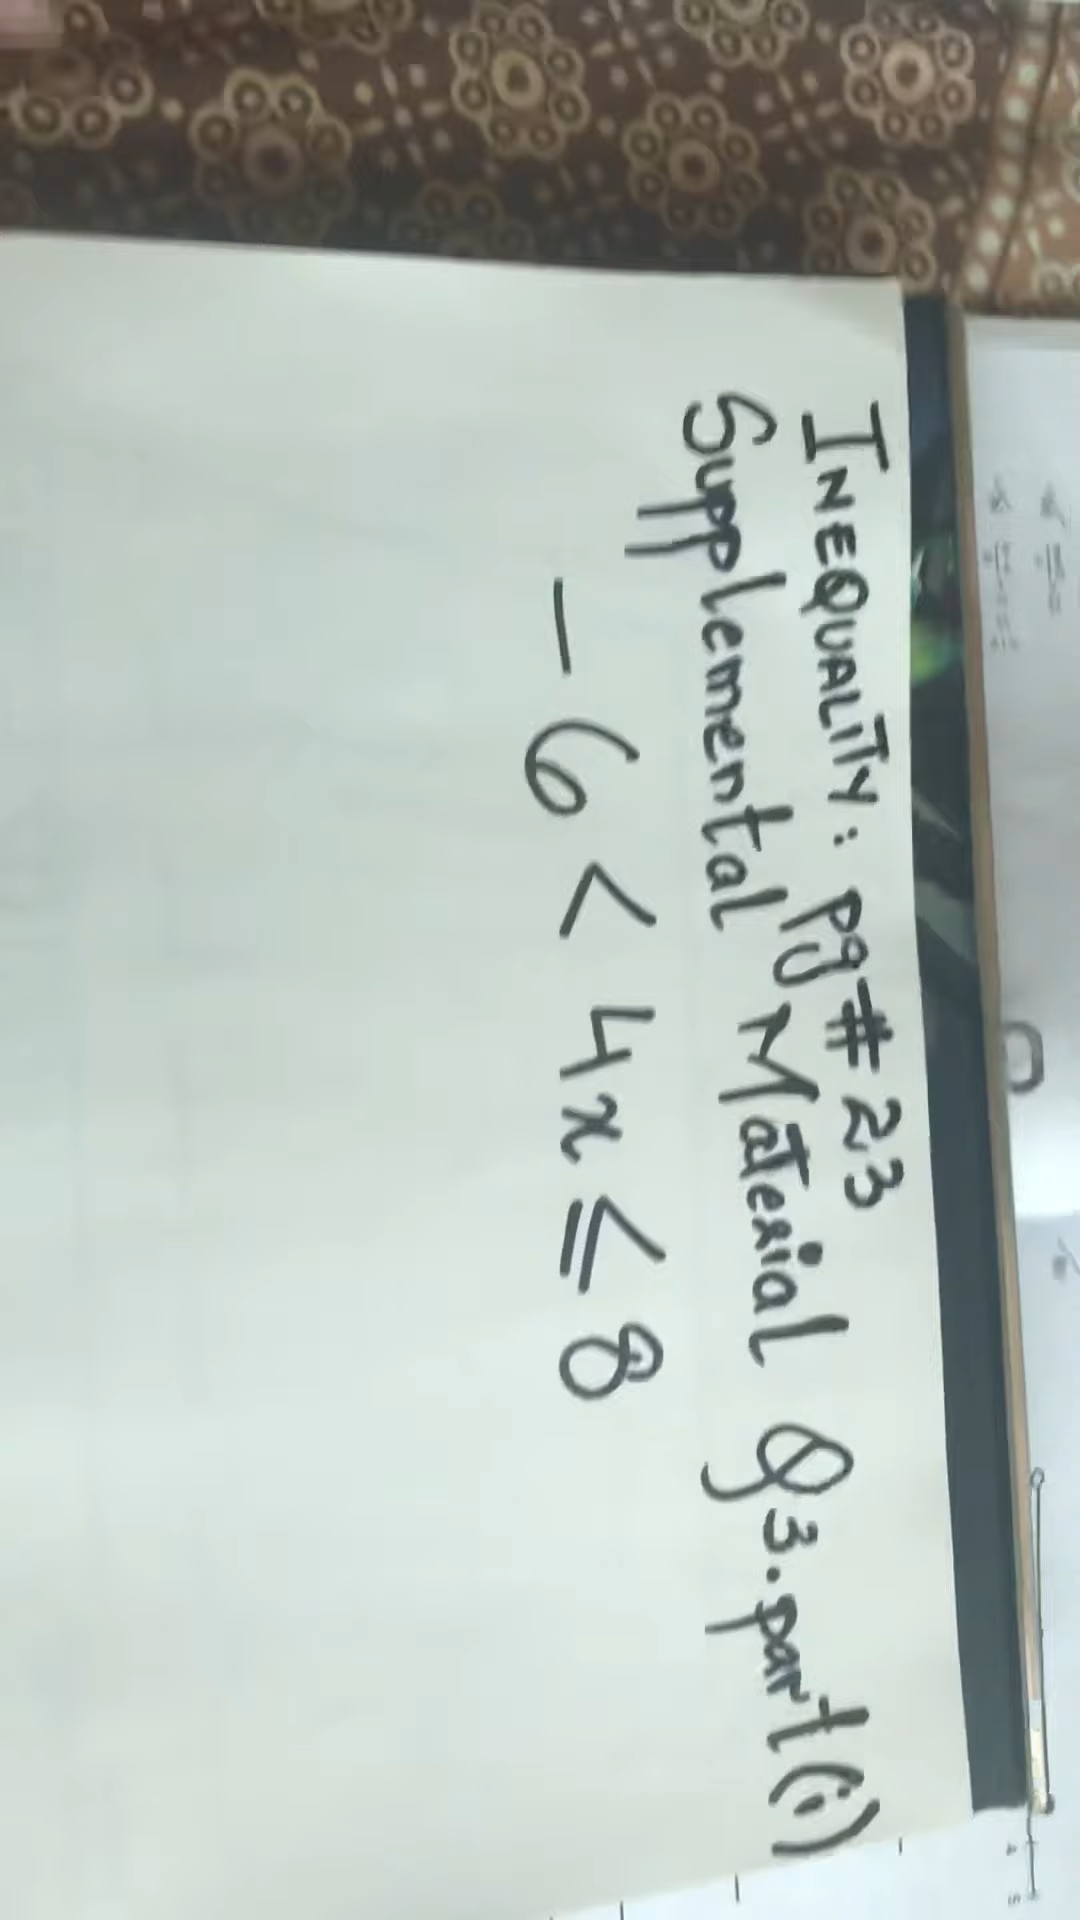 INEQUALITY: pg # 23
Supplemental Material Q3. part (i)
- 6 < 4x ≤ 8